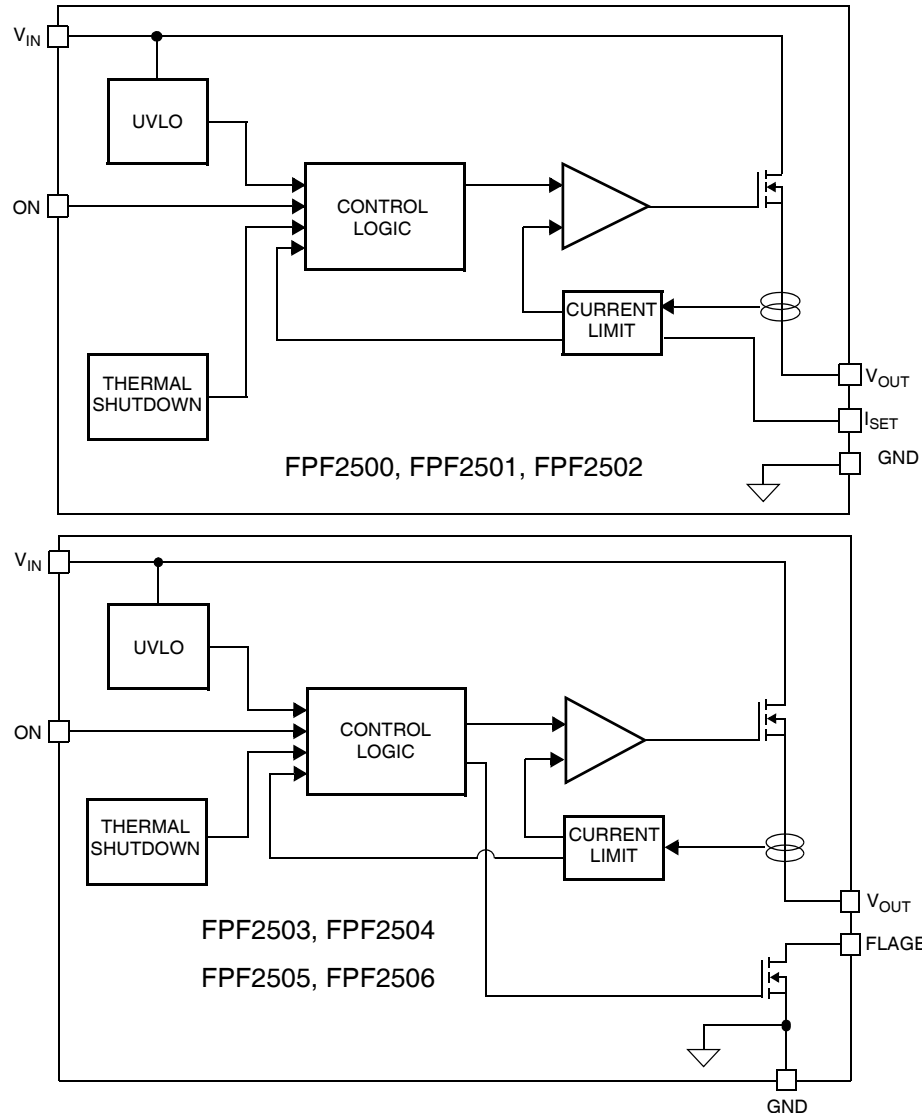 VIN
UVLO
ON
CONTROL
LOGIC
CURRENT
LIMIT
THERMAL
SHUTDOWN
VOUT
ISET
GND
FPF2500, FPF2501, FPF2502
VIN
UVLO
ON
CONTROL
LOGIC
THERMAL
SHUTDOWN
CURRENT
LIMIT
VOUT
FPF2503, FPF2504
FLAGB
FPF2505, FPF2506
GND